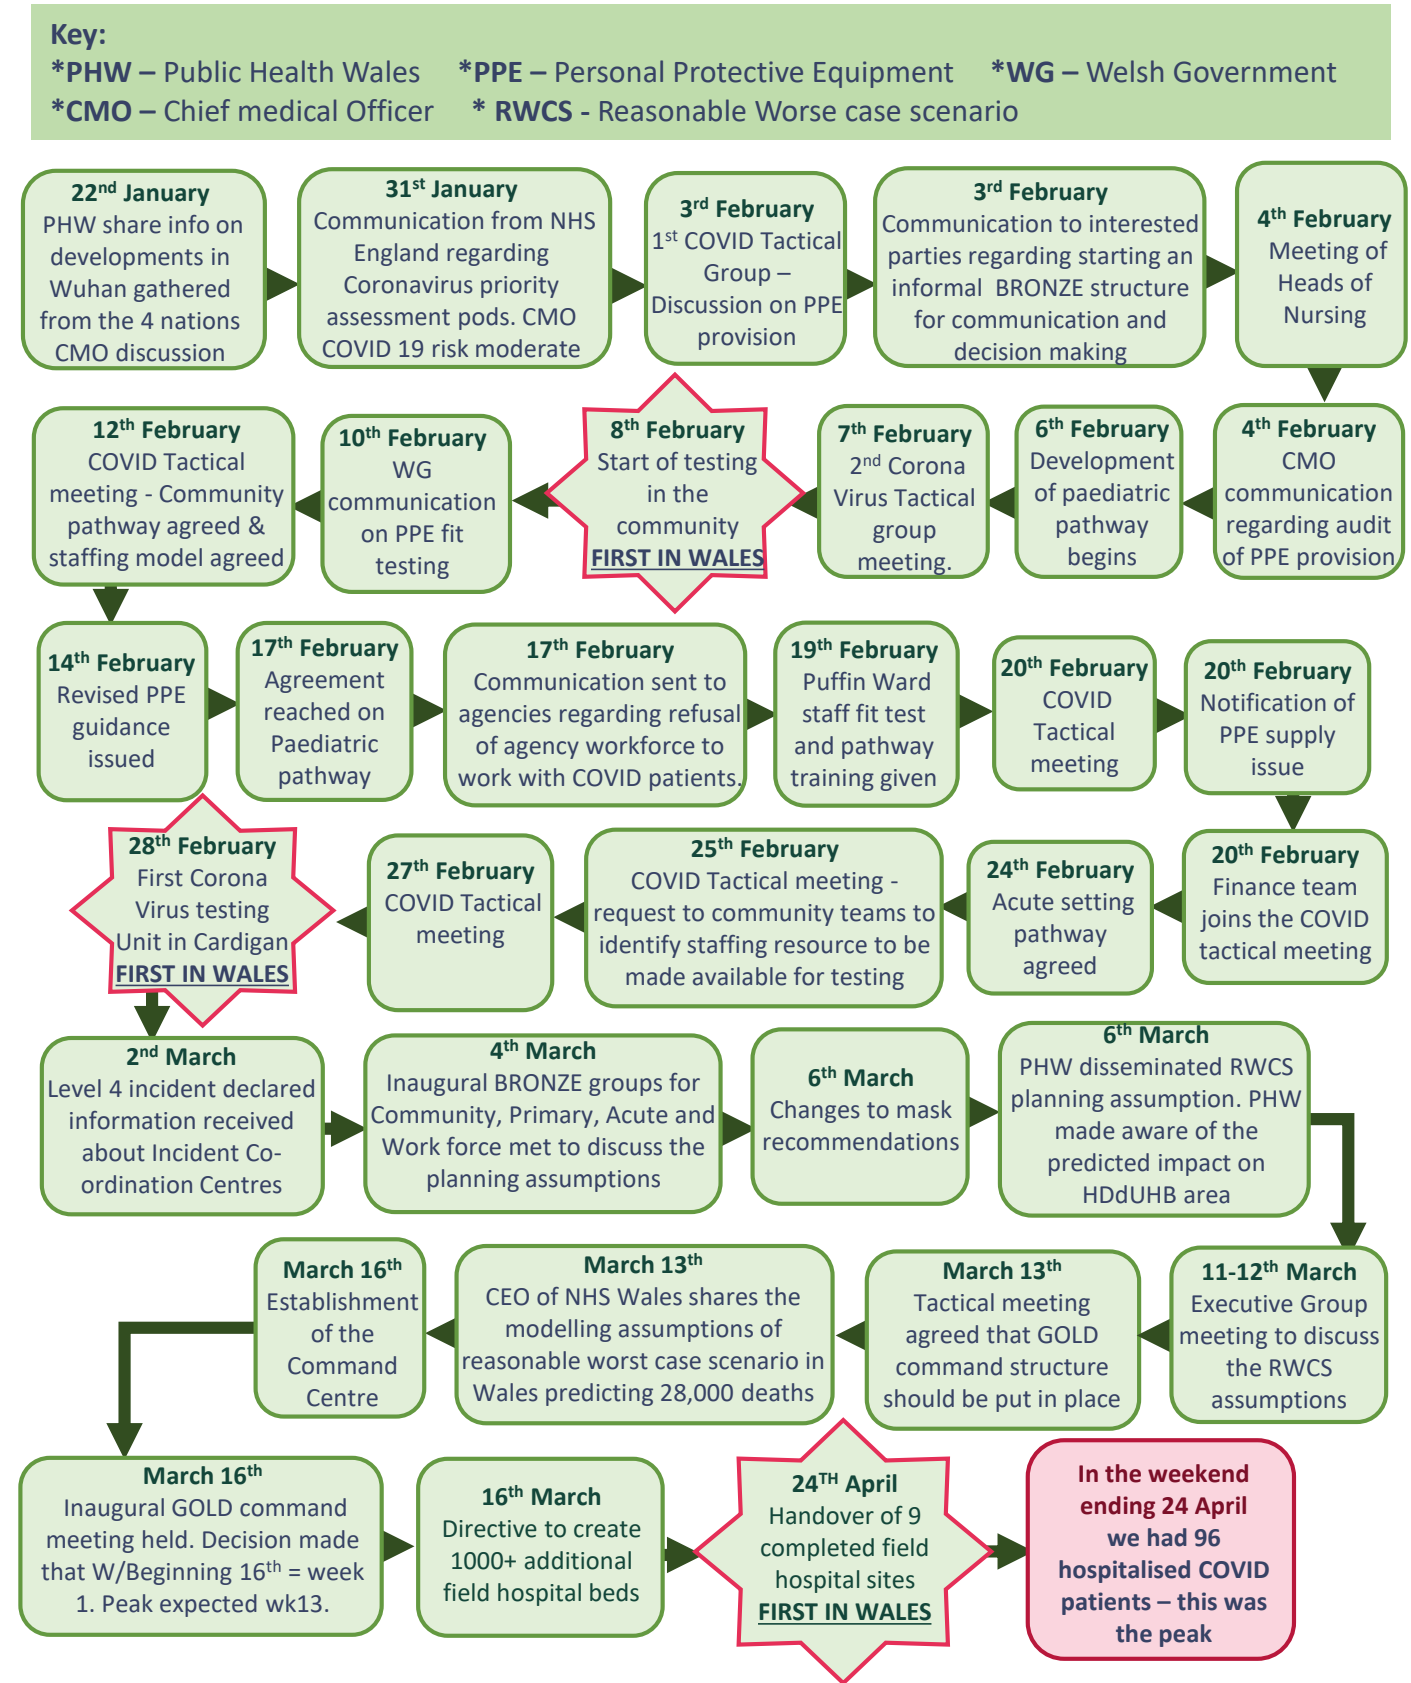 Key:
*PHW – Public Health Wales *PPE – Personal Protective Equipment *WG – Welsh Government
*CMO – Chief medical Officer * RWCS - Reasonable Worse case scenario
22nd January
PHW share info on
developments in
Wuhan gathered
from the 4 nations
CMO discussion
31st January
Communication from NHS
England regarding
Coronavirus priority
assessment pods. CMO
COVID 19 risk moderate
3rd February
1st COVID Tactical
Group –
Discussion on PPE
provision
3rd February
Communication to interested
parties regarding starting an
informal BRONZE structure
for communication and
decision making
4th February
Meeting of
Heads of
Nursing
4th February
CMO
communication
regarding audit
of PPE provision
6th February
Development
of paediatric
pathway
begins
7th February
2nd Corona
Virus Tactical
group
meeting.
8th February
Start of testing
in the
community
FIRST IN WALES
10th February
WG
communication
on PPE fit
testing
12th February
COVID Tactical
meeting - Community
pathway agreed &
staffing model agreed
14th February
Revised PPE
guidance
issued
17th February
Agreement
reached on
Paediatric
pathway
17th February
Communication sent to
agencies regarding refusal
of agency workforce to
work with COVID patients.
19th February
Puffin Ward
staff fit test
and pathway
training given
20th February
COVID
Tactical
meeting
20th February
Notification of
PPE supply
issue
20th February
Finance team
joins the COVID
tactical meeting
24th February
Acute setting
pathway
agreed
25th February
COVID Tactical meeting -
request to community teams to
identify staffing resource to be
made available for testing
27th February
COVID Tactical
meeting
28th February
First Corona
Virus testing
Unit in Cardigan
FIRST IN WALES
2nd March
Level 4 incident declared
information received
about Incident Co-
ordination Centres
4th March
Inaugural BRONZE groups for
Community, Primary, Acute and
Work force met to discuss the
planning assumptions
6th March
Changes to mask
recommendations
6th March
PHW disseminated RWCS
planning assumption. PHW
made aware of the
predicted impact on
HDdUHB area
11-12th March
Executive Group
meeting to discuss
the RWCS
assumptions
March 13th
Tactical meeting
agreed that GOLD
command structure
should be put in place
March 13th
CEO of NHS Wales shares the
modelling assumptions of
reasonable worst case scenario in
Wales predicting 28,000 deaths
March 16th
Establishment
of the
Command
Centre
March 16th
Inaugural GOLD command
meeting held. Decision made
that W/Beginning 16th = week
1. Peak expected wk13.
16th March
Directive to create
1000+ additional
field hospital beds
24TH April
Handover of 9
completed field
hospital sites
FIRST IN WALES
In the weekend
ending 24 April
we had 96
hospitalised COVID
patients – this was
the peak